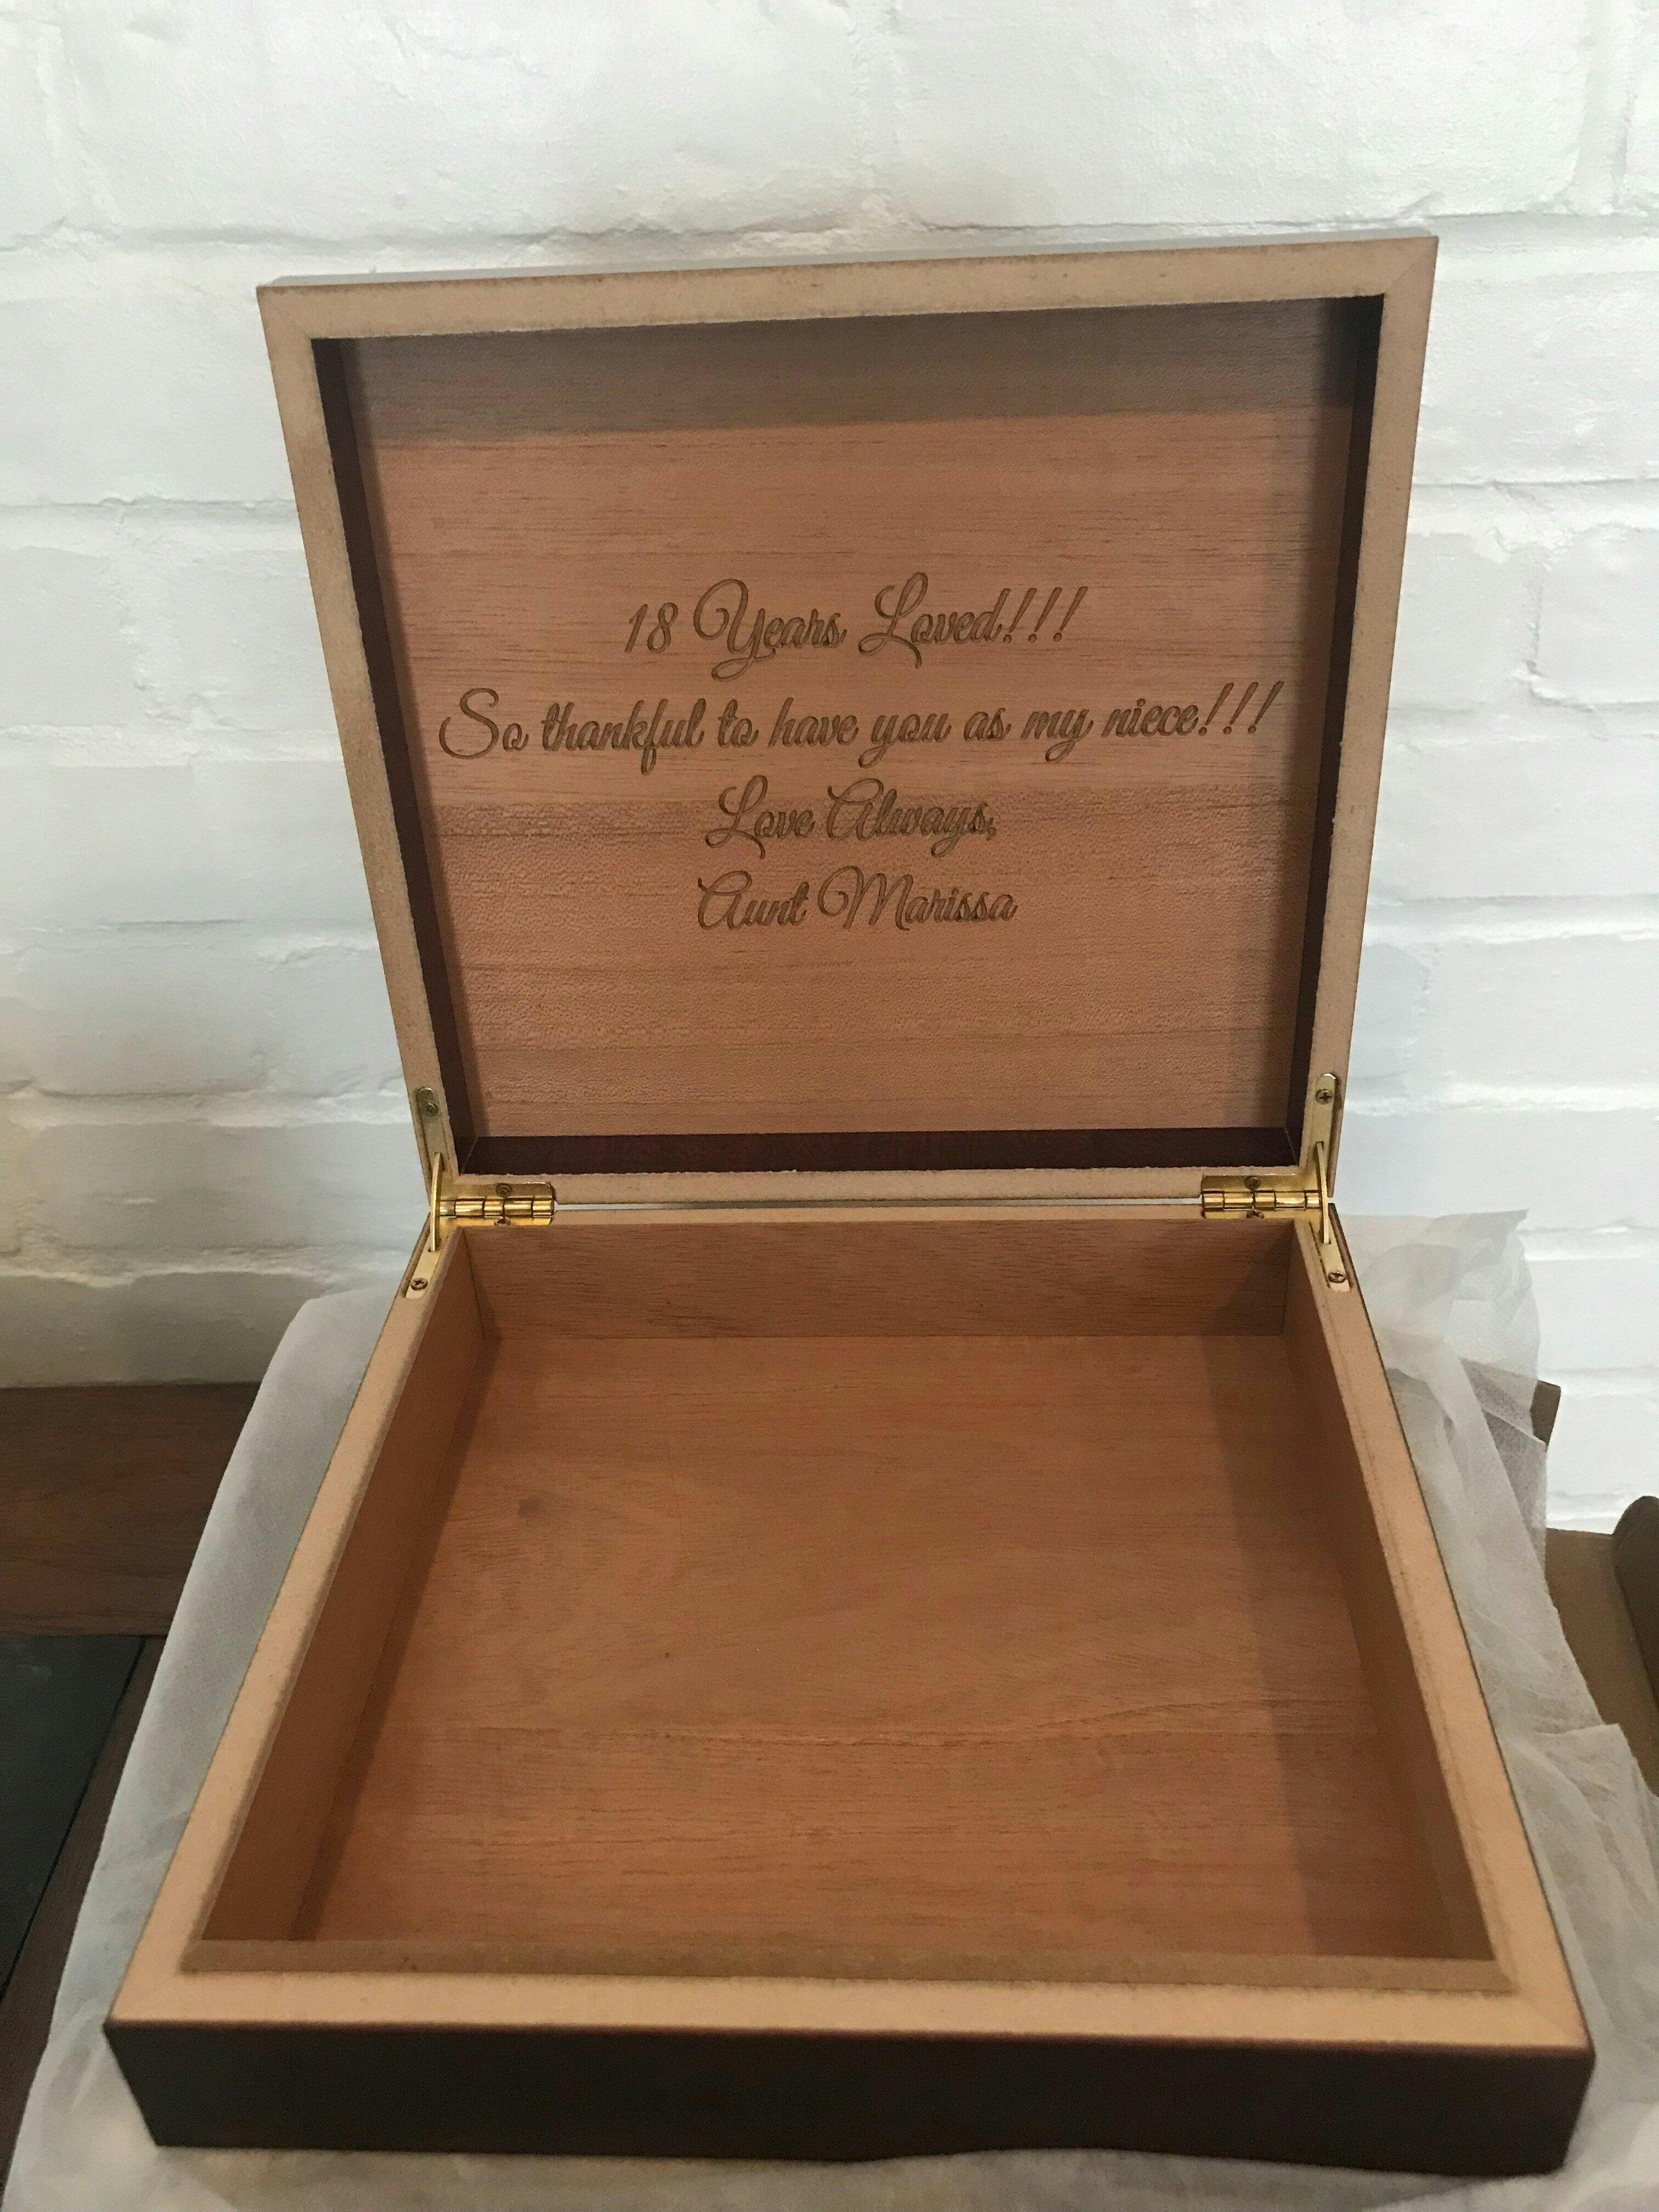 18 Years Loved!!!
So thankful to have you as my niece!!!
Love Always,
Aunt Marissa